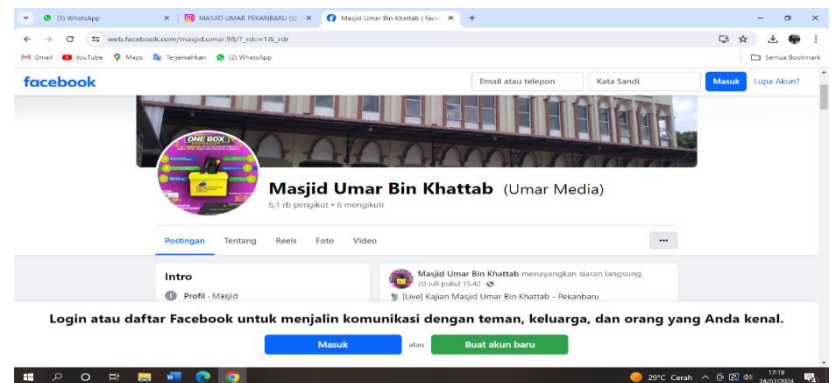 (3) WhatsApp
MASJID UMAR PEKANBARU (@
Masjid Umar Bin Khattab | Face
web.facebook.com/masjid.umar.98/?_rdc=1&_rdr
Gmail YouTube Maps Terjemahkan (2) WhatsApp Semua Bookmark
facebook Email atau telepon Kata Sandi Masuk Lupa Akun?
ONE BOX
Masjid Umar Bin Khattab (Umar Media)
6,1 rb pengikut • 6 mengikuti
Postingan Tentang Reels Foto Video
Intro
Profil · Masjid
Masjid Umar Bin Khattab menayangkan siaran langsung.
20 Juli pukul 15.42
[Live] Kajian Masjid Umar Bin Khattab - Pekanbaru
Login atau daftar Facebook untuk menjalin komunikasi dengan teman, keluarga, dan orang yang Anda kenal.
Masuk atau Buat akun baru
29°C Cerah 17:19
24/07/2024